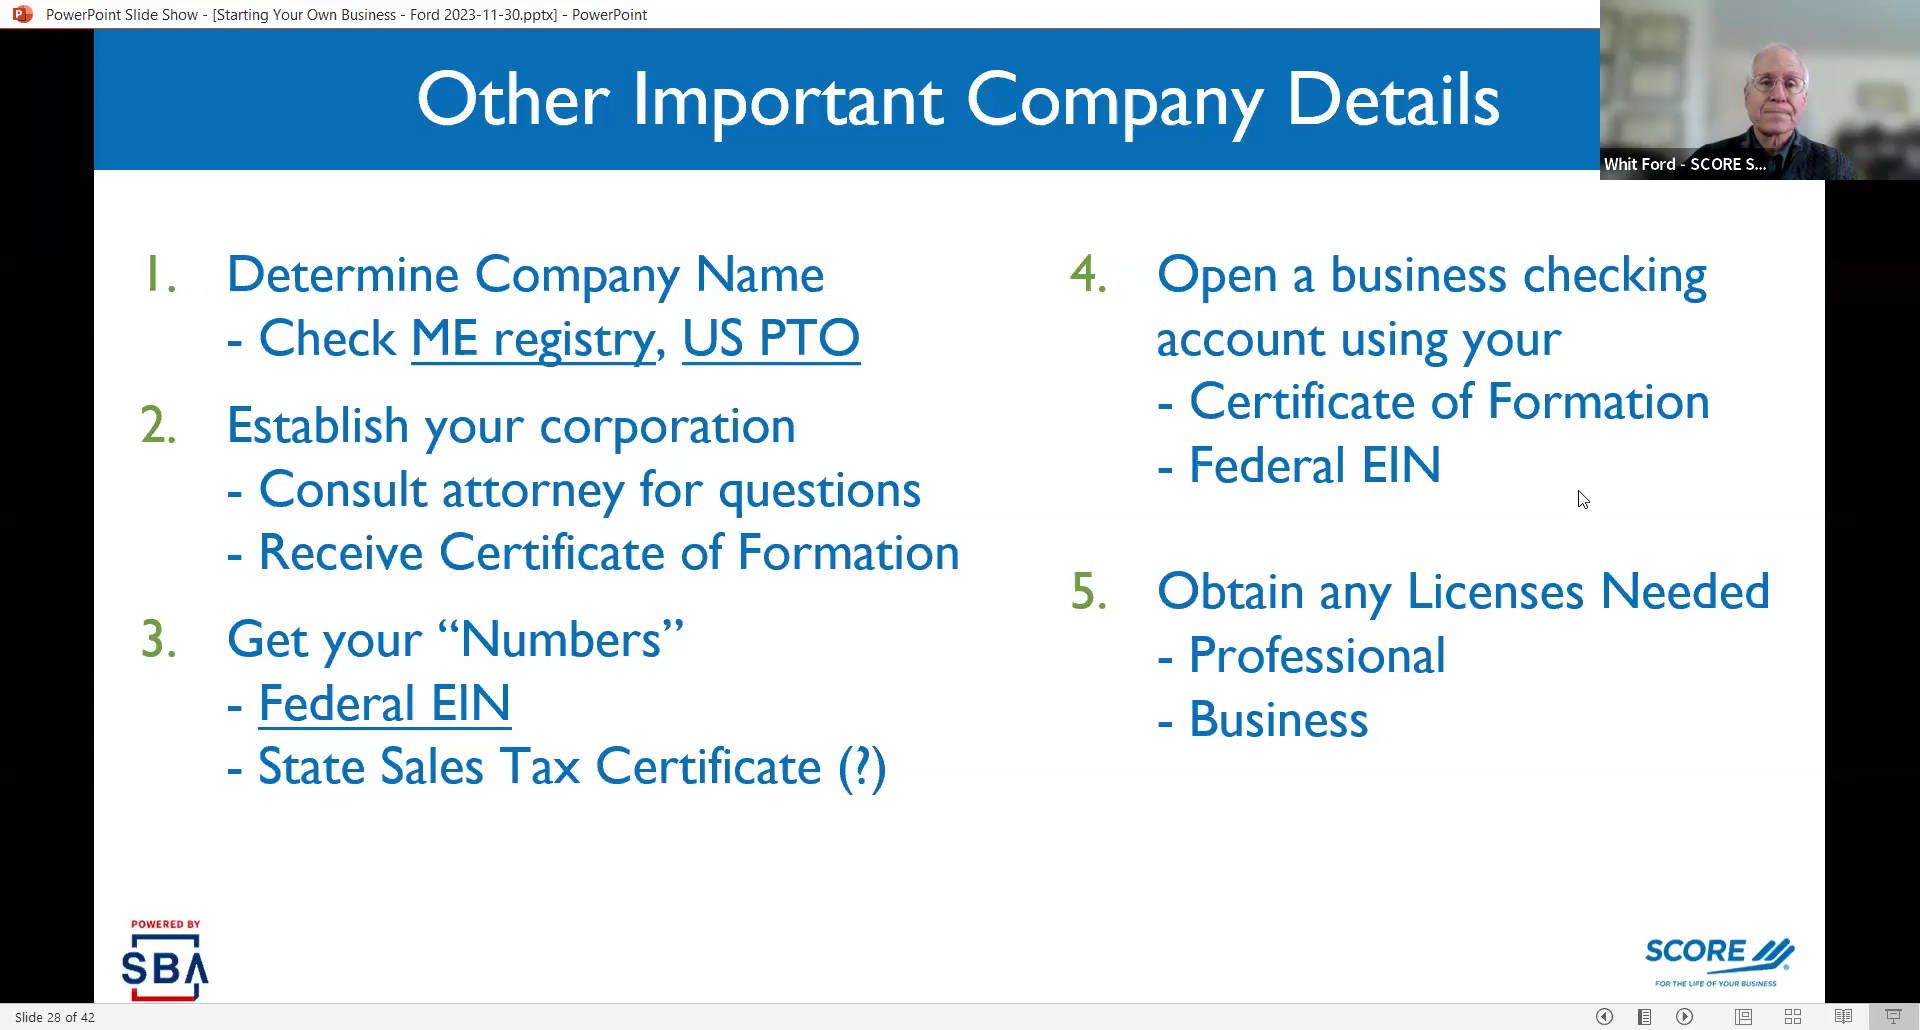 PowerPoint Slide Show - [Starting Your Own Business - Ford 2023-11-30.pptx] - PowerPoint
Other Important Company Details
Whit Ford - SCORE S...
1. Determine Company Name
- Check ME registry, US PTO
2. Establish your corporation
- Consult attorney for questions
- Receive Certificate of Formation
3. Get your “Numbers”
- Federal EIN
- State Sales Tax Certificate (?)
4. Open a business checking
account using your
- Certificate of Formation
- Federal EIN
5. Obtain any Licenses Needed
- Professional
- Business
POWERED BY
SBA
SCORE
FOR THE LIFE OF YOUR BUSINESS
Slide 28 of 42